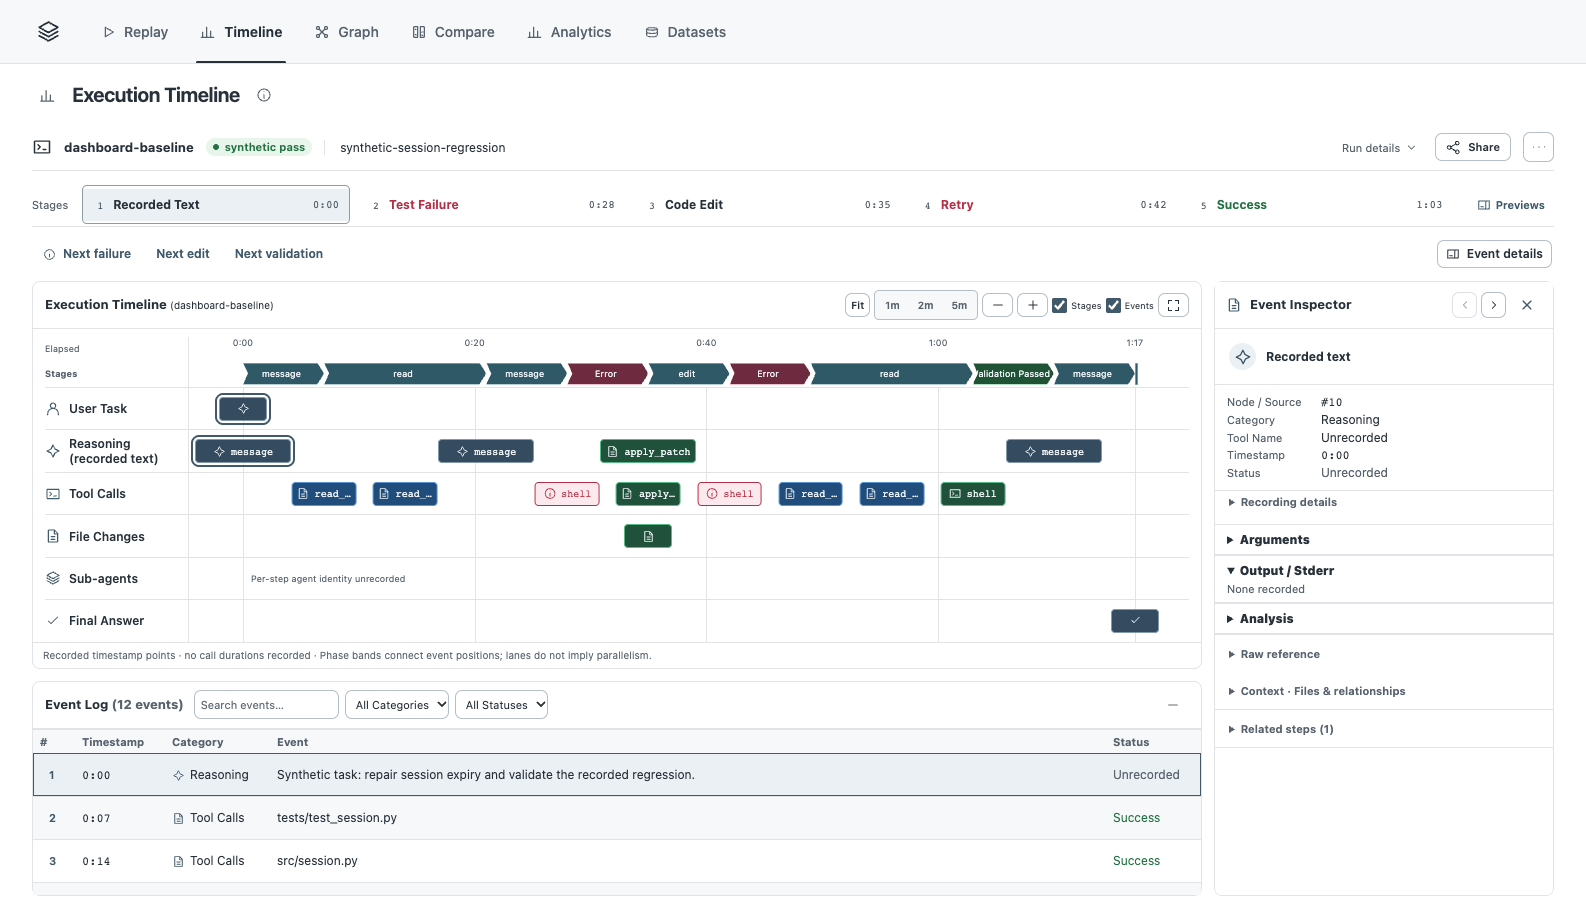 Replay Timeline Graph Compare Analytics Datasets
Execution Timeline
dashboard-baseline synthetic pass synthetic-session-regression Run details Share ...
Stages 1 Recorded Text 0:00 2 Test Failure 0:28 3 Code Edit 0:35 4 Retry 0:42 5 Success 1:03 Previews
Next failure Next edit Next validation Event details
Execution Timeline (dashboard-baseline) Fit 1m 2m 5m − + Stages Events
Elapsed 0:00 0:20 0:40 1:00 1:17
Stages message read message Error edit Error read alidation Passed message
User Task
Reasoning
(recorded text) message message apply_patch message
Tool Calls read_… read_… shell apply… shell read_… read_… shell
File Changes
Sub-agents Per-step agent identity unrecorded
Final Answer
Recorded timestamp points · no call durations recorded · Phase bands connect event positions; lanes do not imply parallelism.
Event Log (12 events) Search events... All Categories All Statuses
# Timestamp Category Event Status
1 0:00 Reasoning Synthetic task: repair session expiry and validate the recorded regression. Unrecorded
2 0:07 Tool Calls tests/test_session.py Success
3 0:14 Tool Calls src/session.py Success
Event Inspector
Recorded text
Node / Source #10
Category Reasoning
Tool Name Unrecorded
Timestamp 0:00
Status Unrecorded
Recording details
Arguments
Output / Stderr
None recorded
Analysis
Raw reference
Context · Files & relationships
Related steps (1)